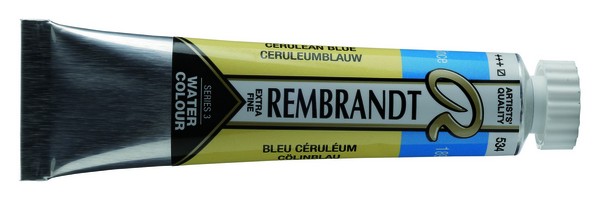 CERULEAN BLUE
CERULEUMBLAUW
SERIES 3
WATER
COLOUR
EXTRA
FINE
REMBRANDT
R
ARTISTS'
QUALITY
+++
534
BLEU CÉRULÉUM
CÖLINBLAU